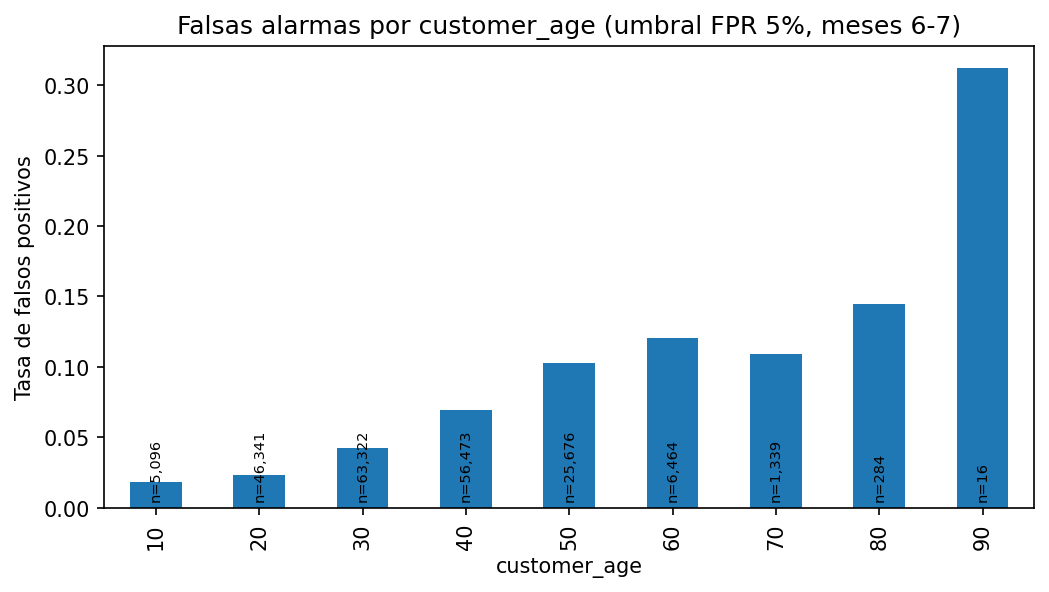 Falsas alarmas por customer_age (umbral FPR 5%, meses 6-7)
Tasa de falsos positivos
0.30
0.25
0.20
0.15
0.10
0.05
0.00
n=5,096
n=46,341
n=63,322
n=56,473
n=25,676
n=6,464
n=1,339
n=284
n=16
10
20
30
40
50
60
70
80
90
customer_age